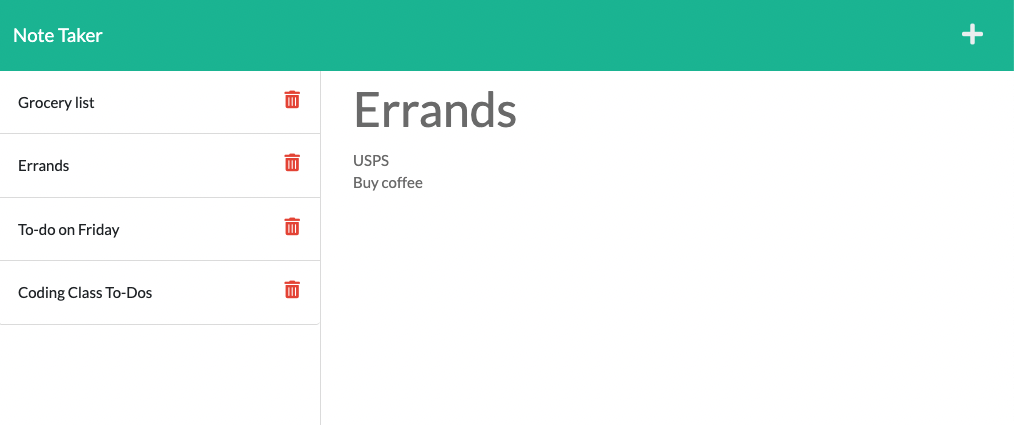 Note Taker
Grocery list
Errands
To-do on Friday
Coding Class To-Dos
Errands
USPS
Buy coffee